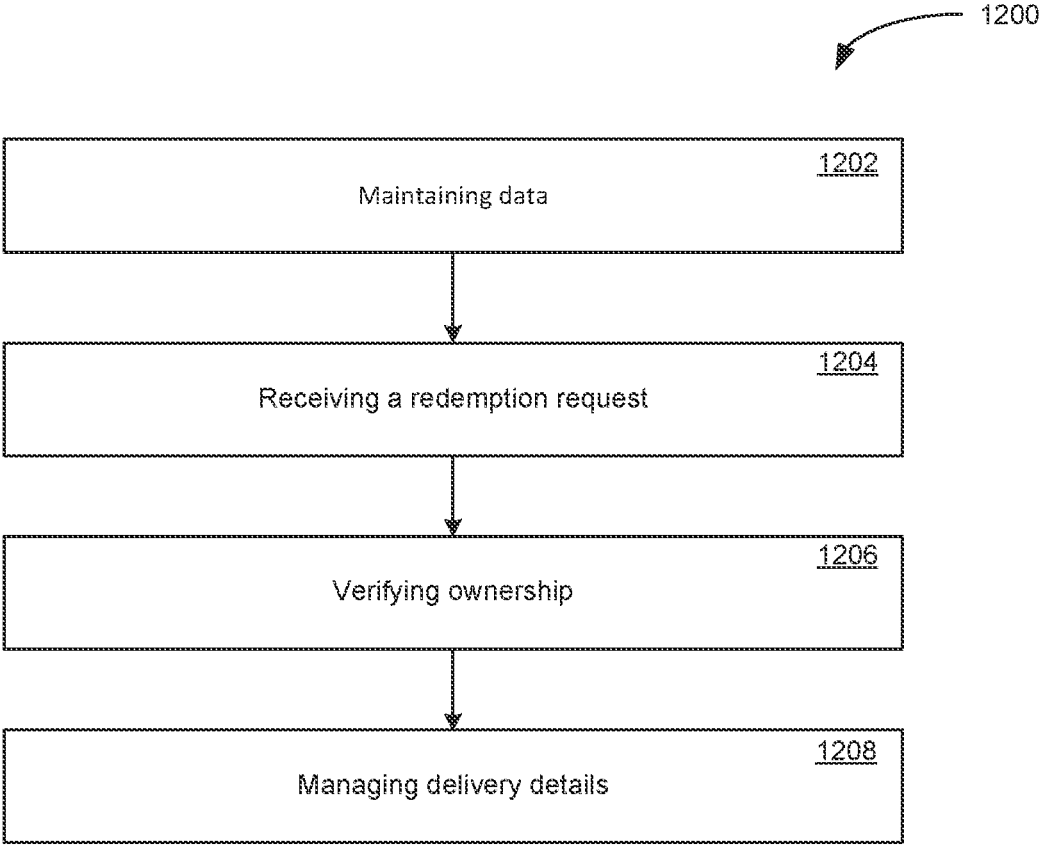 1200
1202
Maintaining data
1204
Receiving a redemption request
1206
Verifying ownership
1208
Managing delivery details